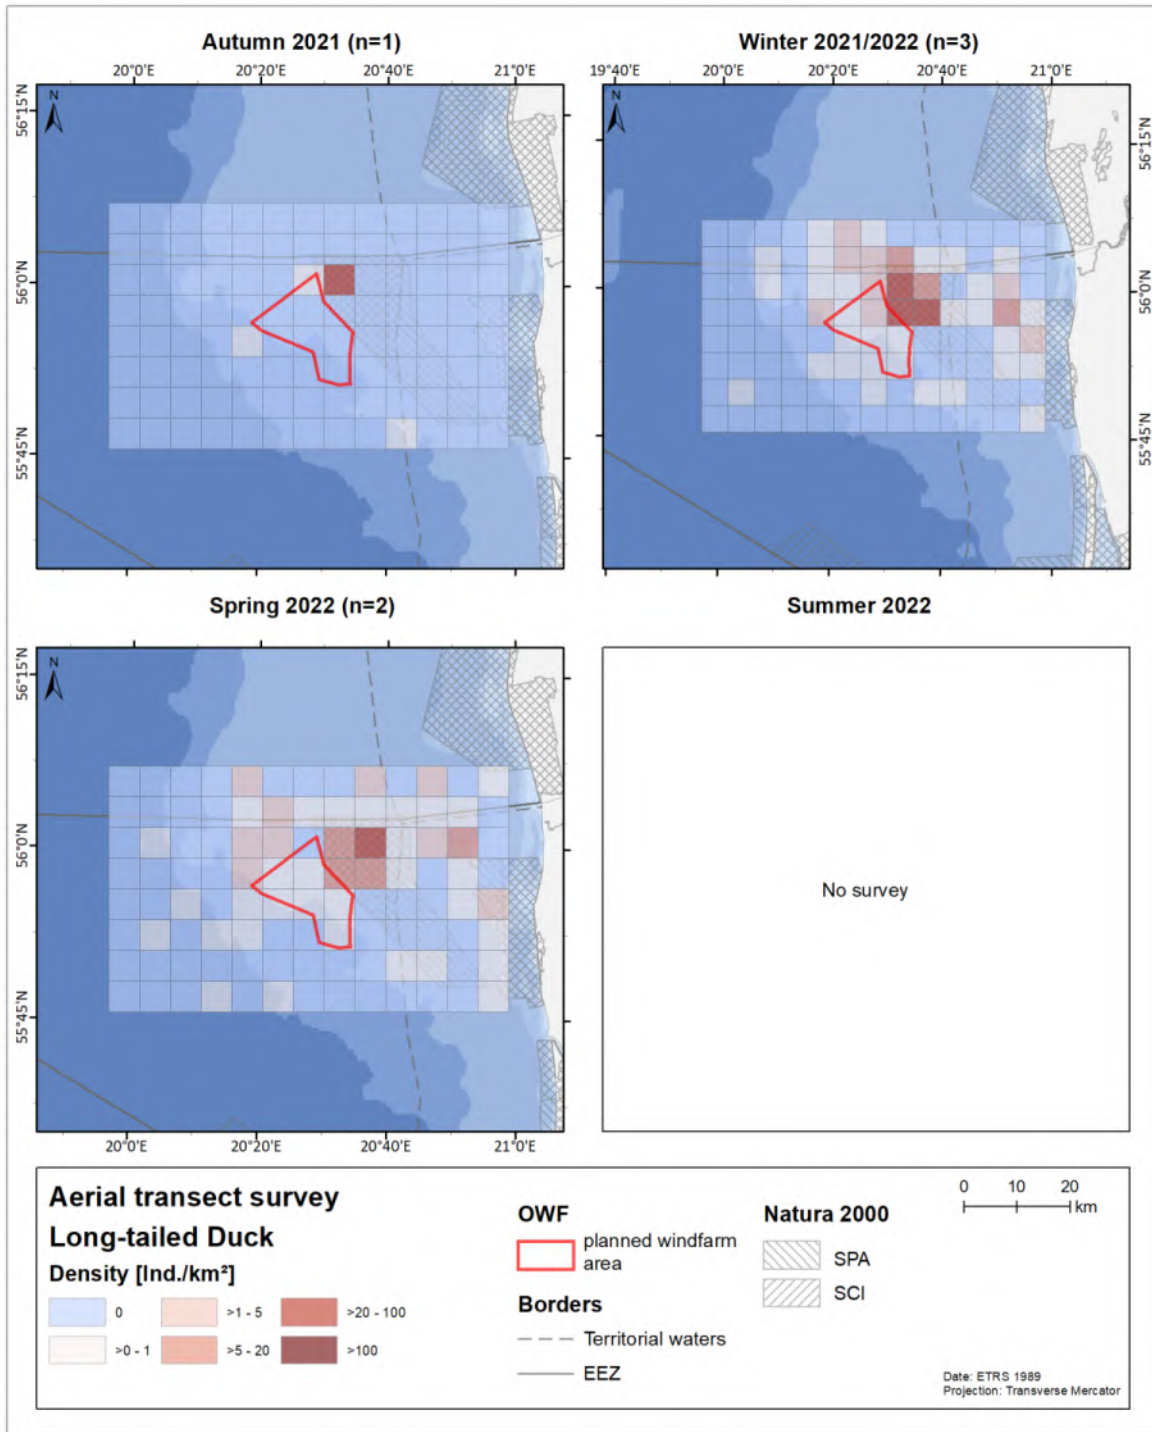 Autumn 2021 (n=1)
20°0'E 20°20'E 20°40'E 21°0'E
N
56°15'N
56°0'N
55°45'N
Winter 2021/2022 (n=3)
19°40'E 20°0'E 20°20'E 20°40'E 21°0'E
N
56°15'N
56°0'N
55°45'N
Spring 2022 (n=2)
N
56°15'N
56°0'N
55°45'N
20°0'E 20°20'E 20°40'E 21°0'E
Summer 2022
No survey
Aerial transect survey
Long-tailed Duck
Density [Ind./km²]
0
>1 - 5
>20 - 100
>0 - 1
>5 - 20
>100
OWF
planned windfarm
area
Borders
Territorial waters
EEZ
Natura 2000
SPA
SCI
0 10 20
km
Date: ETRS 1989
Projection: Transverse Mercator